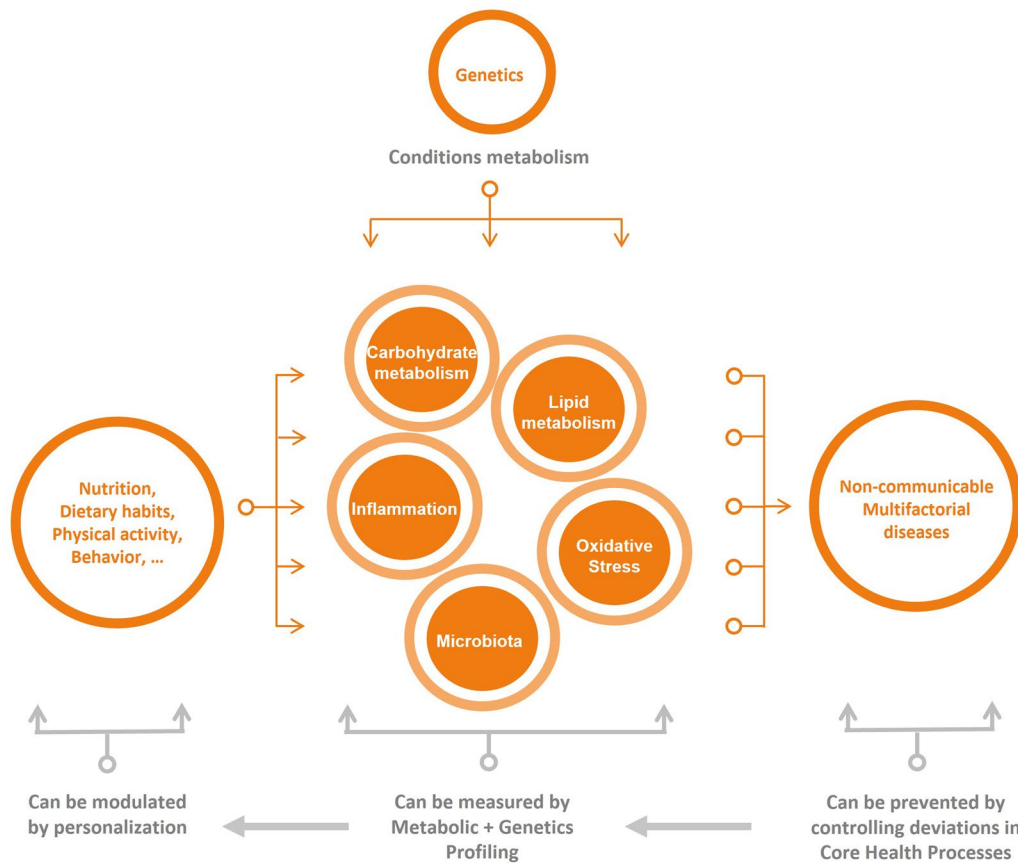 Genetics
Conditions metabolism
Carbohydrate
metabolism
Lipid
metabolism
Inflammation
Oxidative
Stress
Microbiota
Nutrition,
Dietary habits,
Physical activity,
Behavior, ...
Non-communicable
Multifactorial
diseases
Can be modulated
by personalization
Can be measured by
Metabolic + Genetics
Profiling
Can be prevented by
controlling deviations in
Core Health Processes